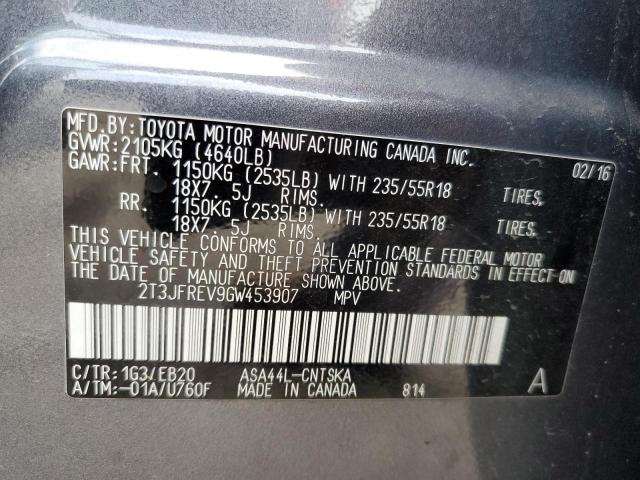 MFD.BY:TOYOTA MOTOR MANUFACTURING CANADA INC.
GVWR:2105KG (4640LB) 02/16
GAWR:FRT. 1150KG (2535LB) WITH 235/55R18 TIRES,
18X7 5J RIMS.
RR. 1150KG (2535LB) WITH 235/55R18 TIRES,
18X7 5J RIMS.
THIS VEHICLE CONFORMS TO ALL APPLICABLE FEDERAL MOTOR
VEHICLE SAFETY AND THEFT PREVENTION STANDARDS IN EFFECT ON
THE DATE OF MANUFACTURE SHOWN ABOVE.
2T3JFREV9GW453907 MPV
C/TR:1G3/EB20 ASA44L-CNTSKA A
A/TM:-01A/U760F MADE IN CANADA 814